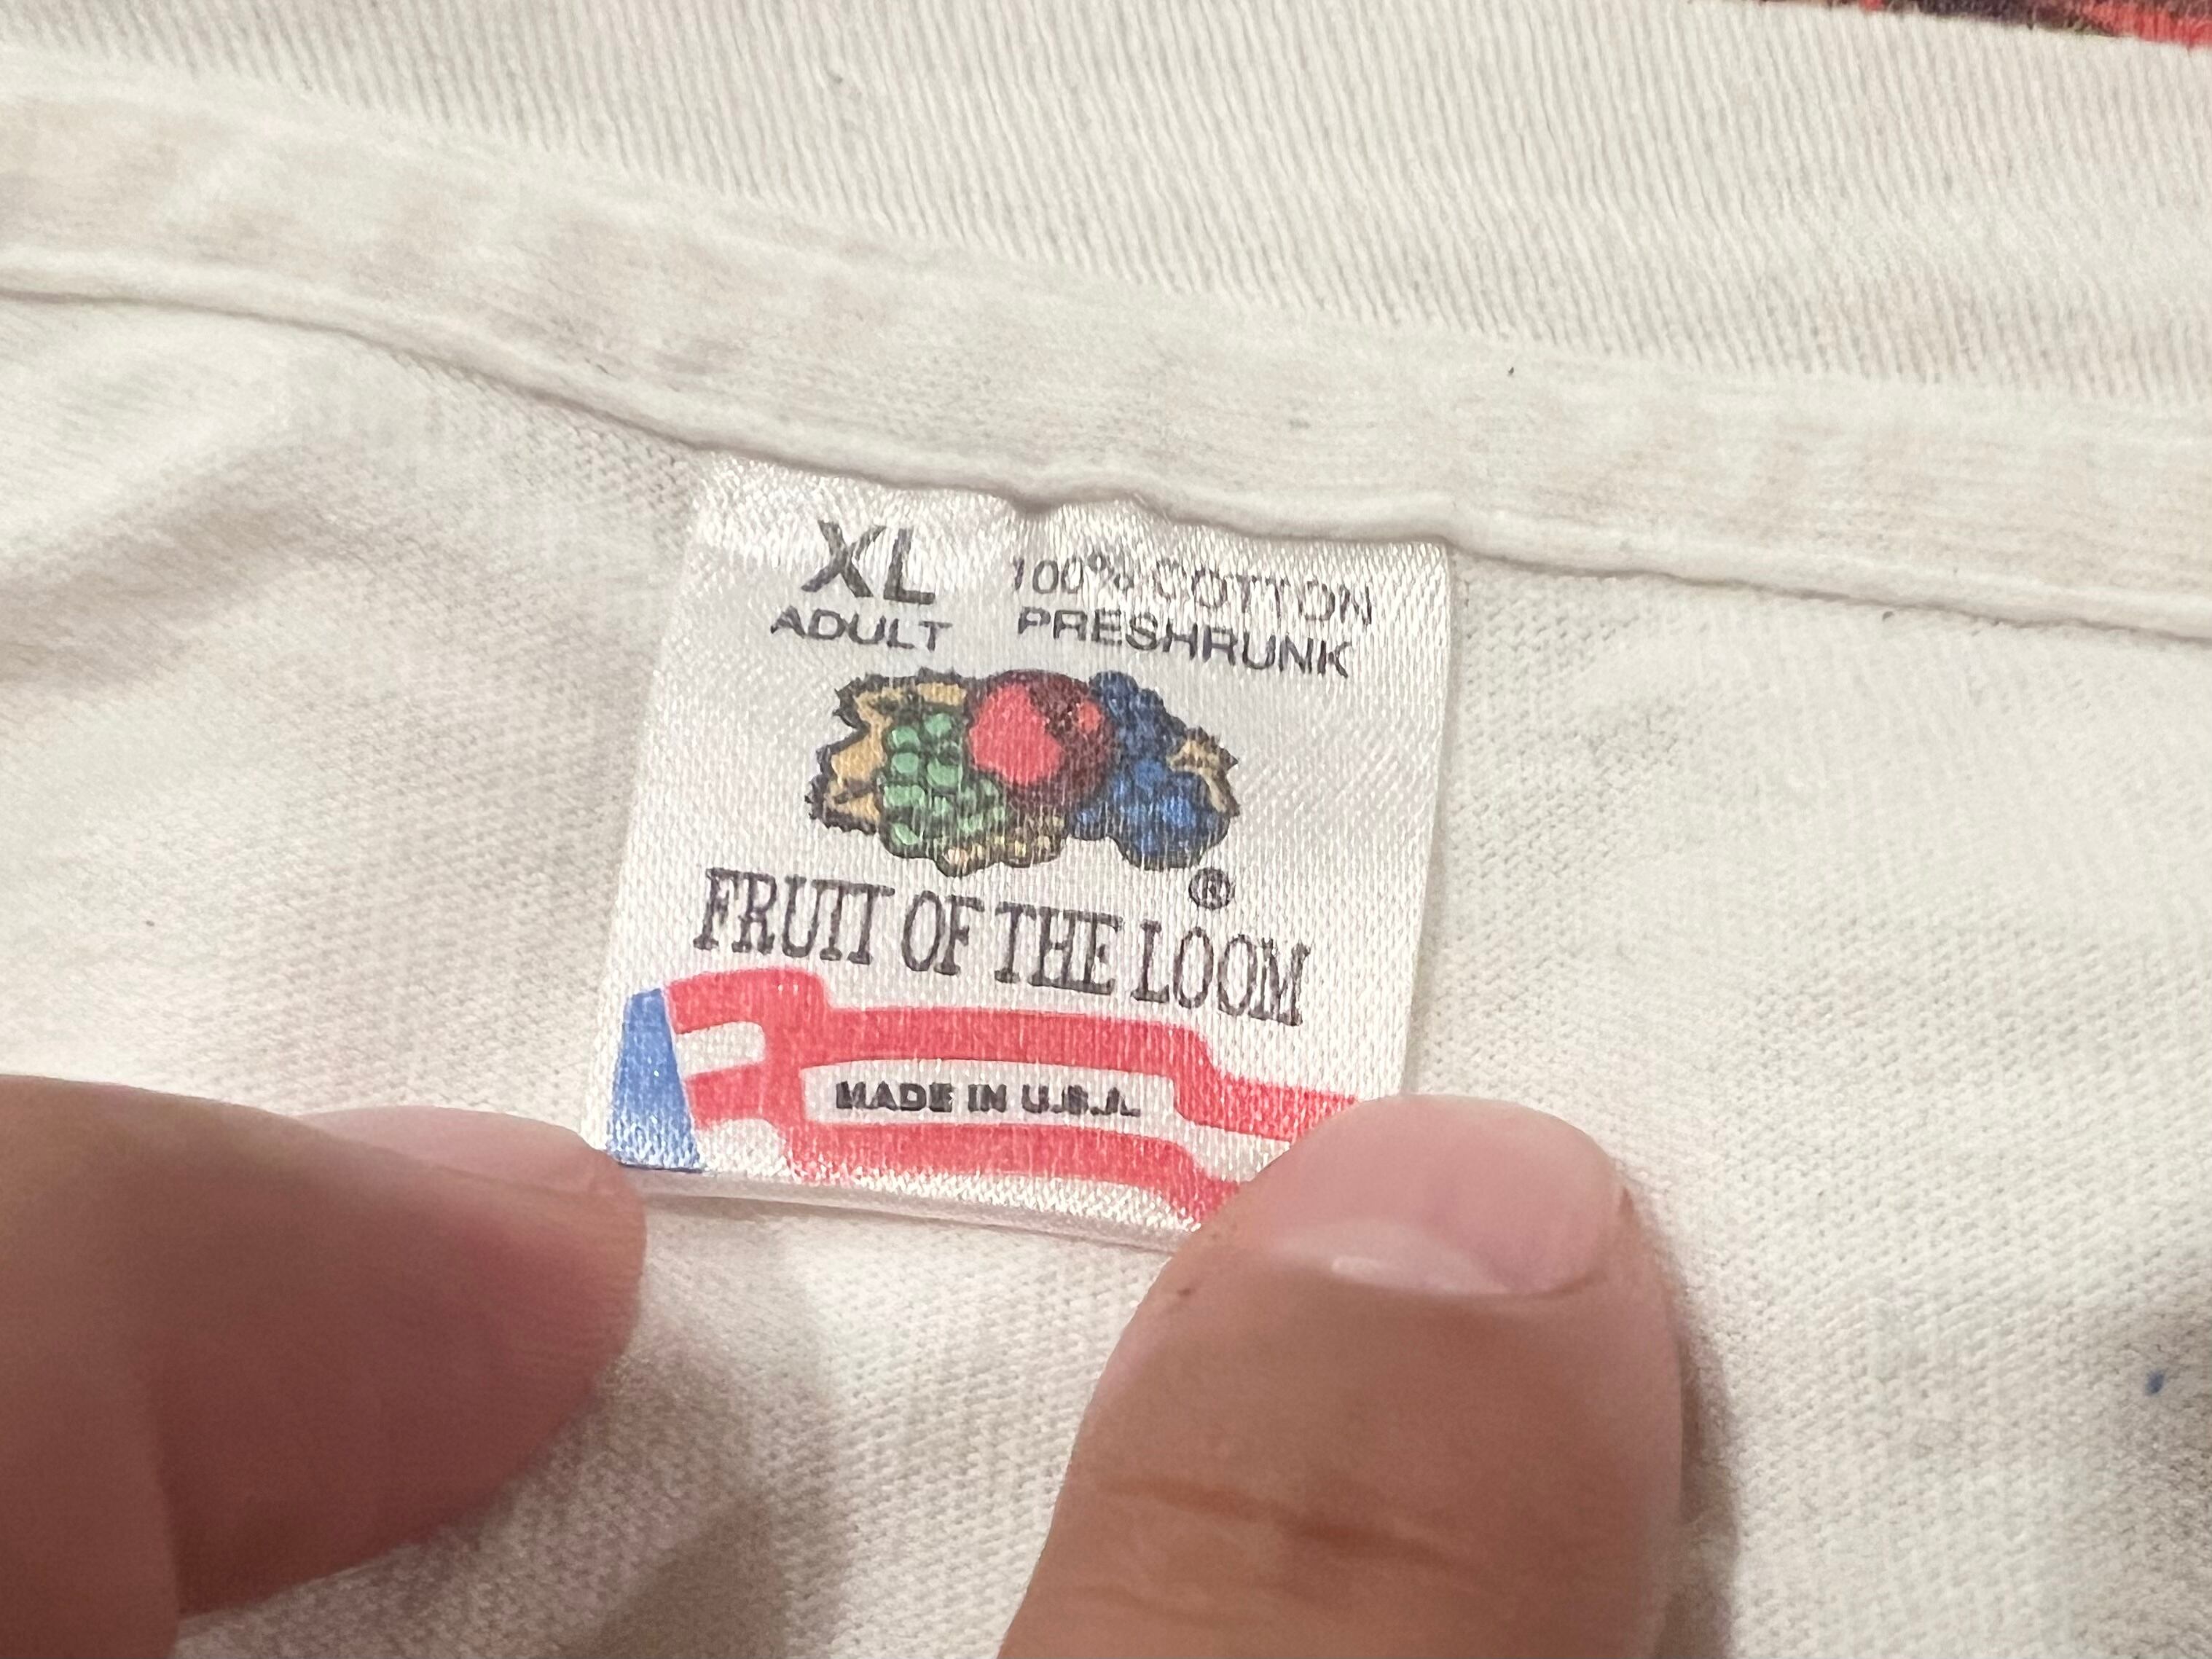 XL
ADULT
100% COTTON
PRESHRUNK
®
FRUIT OF THE LOOM
MADE IN U.S.A.